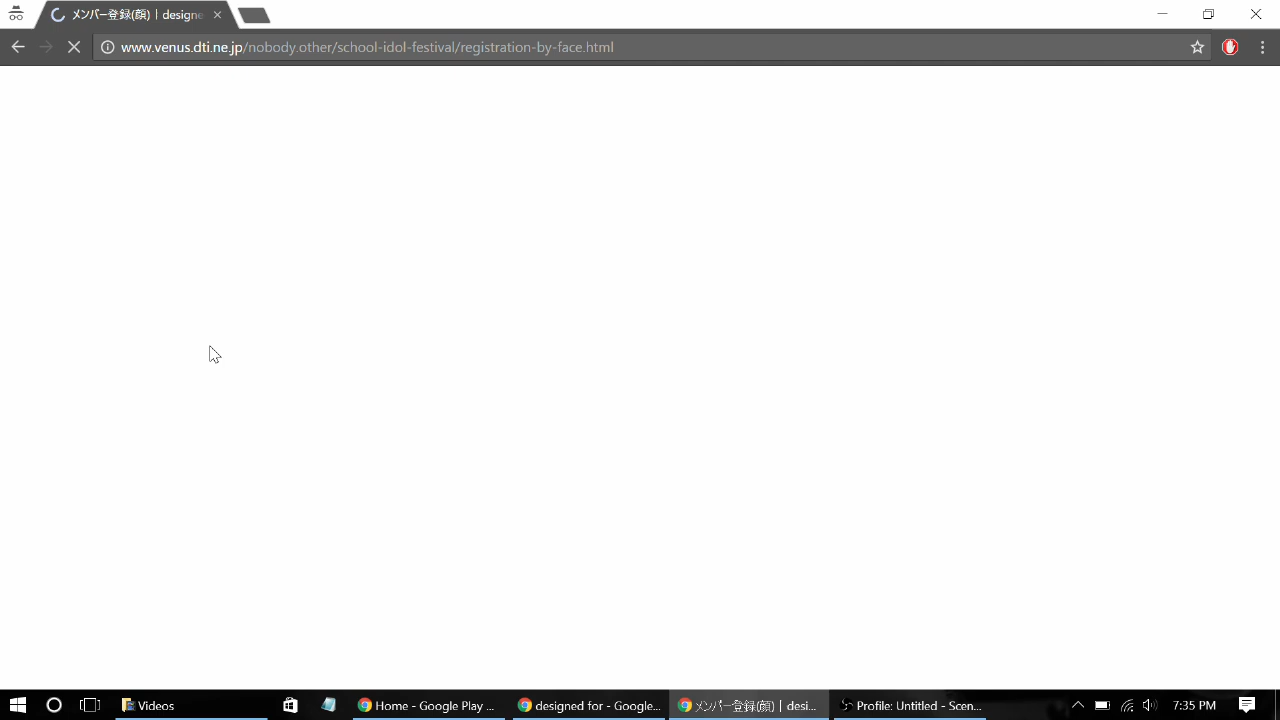 メンバー登録(顔)｜designe
www.venus.dti.ne.jp/nobody.other/school-idol-festival/registration-by-face.html
Videos
Home - Google Play ...
designed for - Google...
メンバー登録(顔)｜desi...
Profile: Untitled - Scen...
7:35 PM